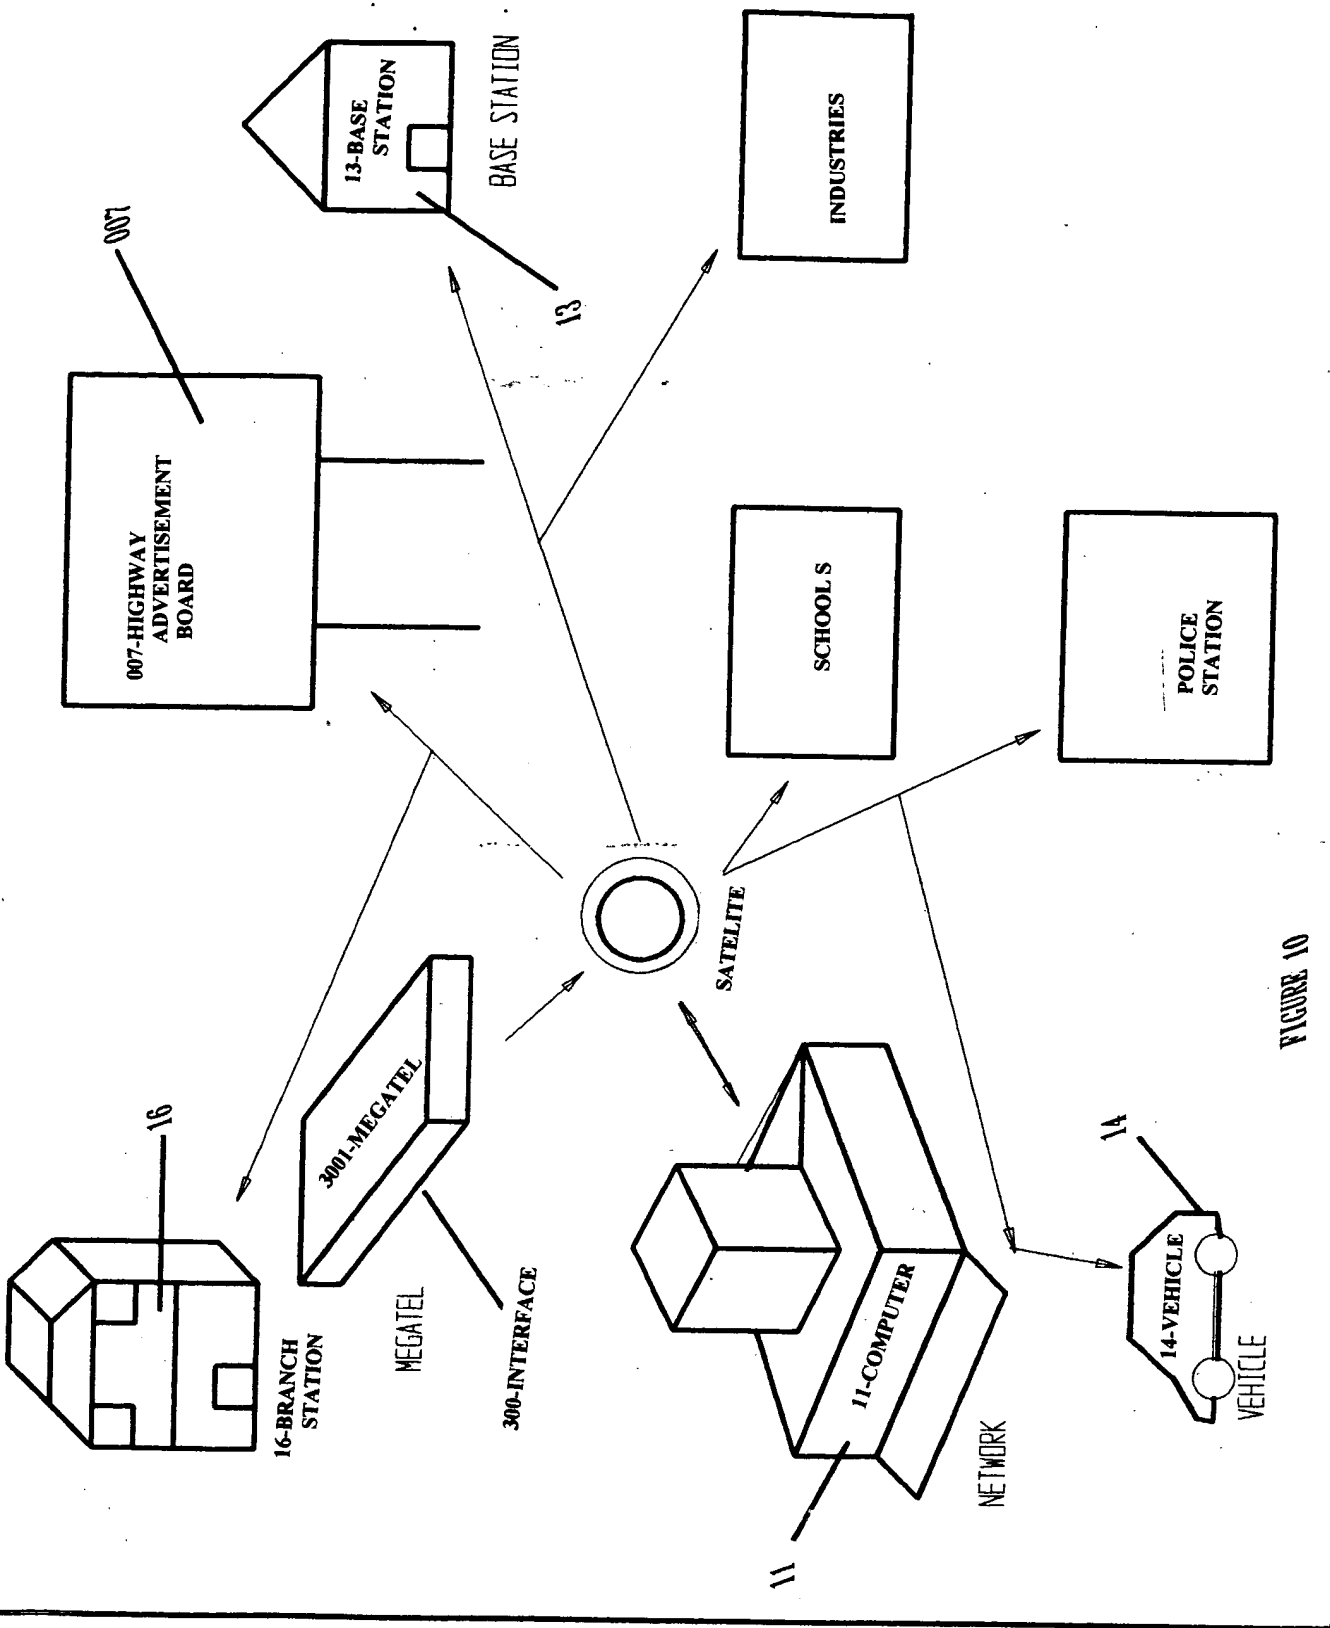 16
16-BRANCH
STATION
3001-MEGATEL
MEGATEL
300-INTERFACE
007
007-HIGHWAY
ADVERTISEMENT
BOARD
13-BASE
STATION
BASE STATION
13
SATELITE
11
11-COMPUTER
NETWORK
SCHOOL S
INDUSTRIES
14
14-VEHICLE
VEHICLE
POLICE
STATION
FIGURE 10